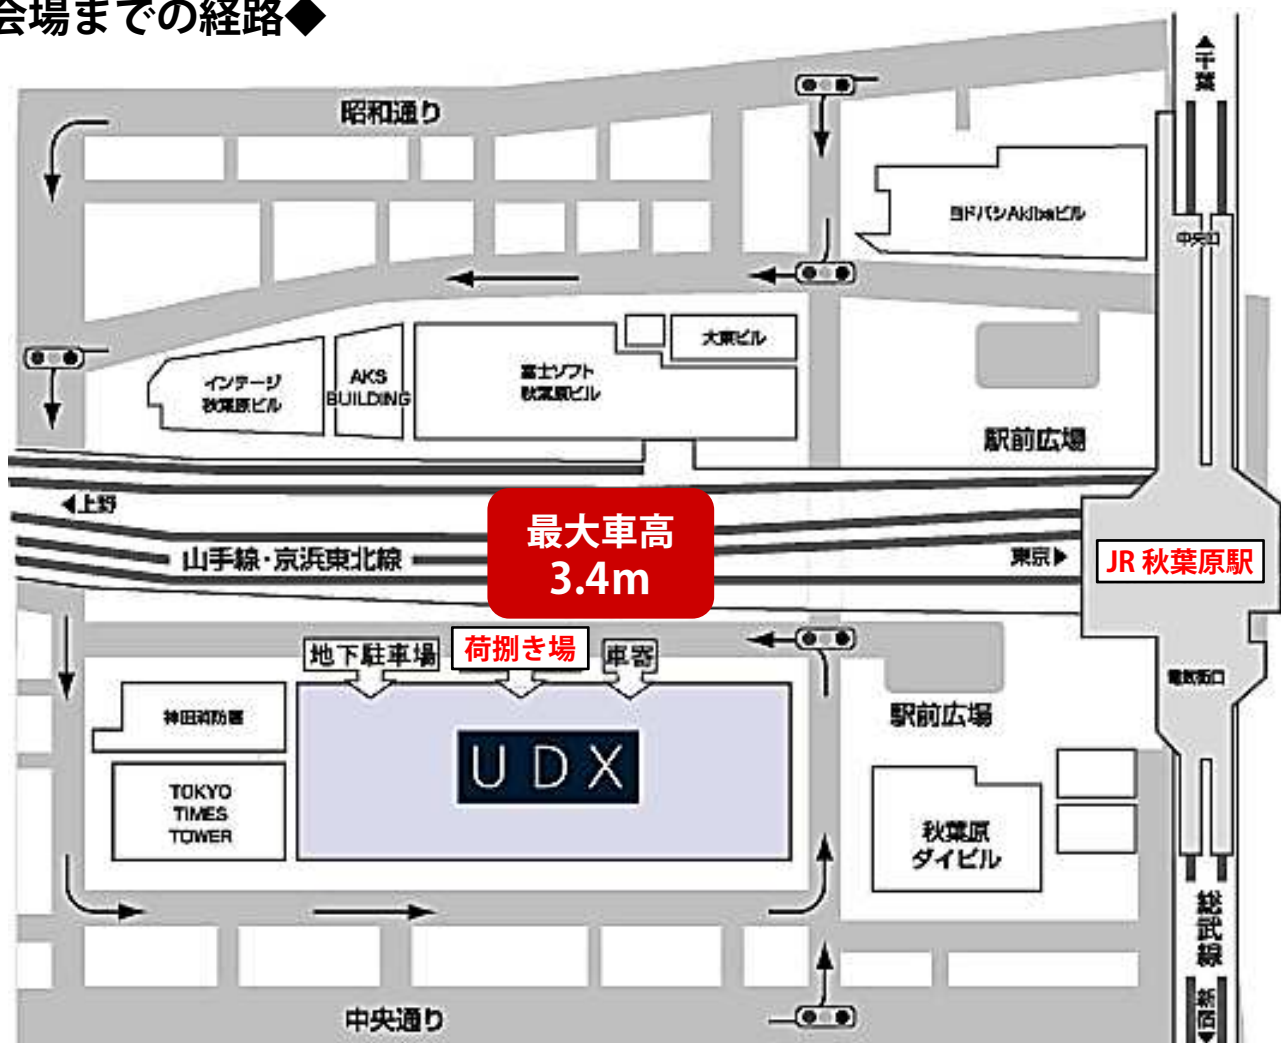 会場までの経路◆
▲千葉
昭和通り
ヨドバシAkibaビル
中央口
大東ビル
インテージ
秋葉原ビル
AKS
BUILDING
富士ソフト
秋葉原ビル
駅前広場
◀上野
最大車高
3.4m
山手線・京浜東北線
東京▶
JR 秋葉原駅
地下駐車場
荷捌き場
車寄
電気街口
神田消防署
駅前広場
UDX
TOKYO
TIMES
TOWER
秋葉原
ダイビル
総武線
中央通り
新宿▼